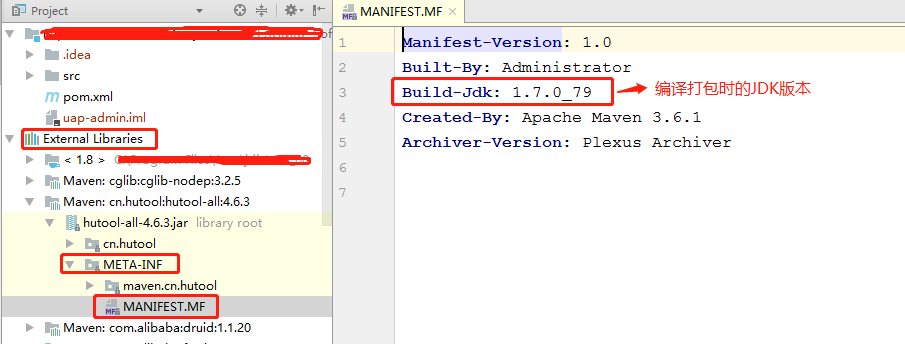 Project
MANIFEST.MF ×
.idea
src
pom.xml
uap-admin.iml
External Libraries
< 1.8 >
Maven: cglib:cglib-nodep:3.2.5
Maven: cn.hutool:hutool-all:4.6.3
hutool-all-4.6.3.jar library root
cn.hutool
META-INF
maven.cn.hutool
MANIFEST.MF
Maven: com.alibaba:druid:1.1.20
1 Manifest-Version: 1.0
2 Built-By: Administrator
3 Build-Jdk: 1.7.0_79 编译打包时的JDK版本
4 Created-By: Apache Maven 3.6.1
5 Archiver-Version: Plexus Archiver
6
7